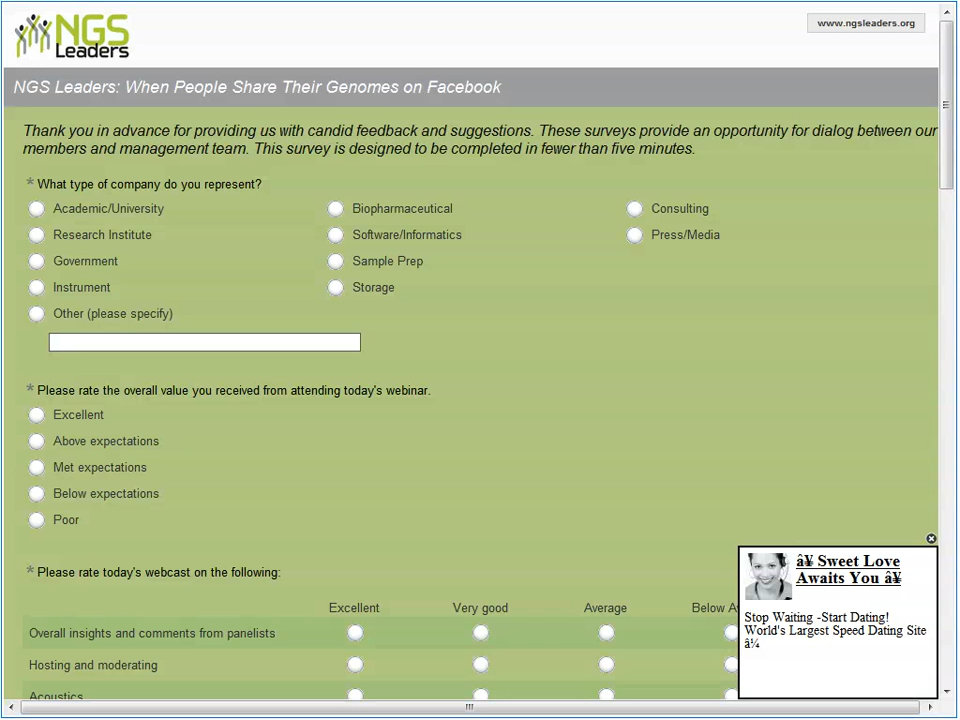 NGS
Leaders
www.ngsleaders.org
NGS Leaders: When People Share Their Genomes on Facebook
Thank you in advance for providing us with candid feedback and suggestions. These surveys provide an opportunity for dialog between our
members and management team. This survey is designed to be completed in fewer than five minutes.
* What type of company do you represent?
Academic/University Biopharmaceutical Consulting
Research Institute Software/Informatics Press/Media
Government Sample Prep
Instrument Storage
Other (please specify)
* Please rate the overall value you received from attending today's webinar.
Excellent
Above expectations
Met expectations
Below expectations
Poor
* Please rate today's webcast on the following:
Excellent Very good Average Below
Overall insights and comments from panelists
Hosting and moderating
Acoustics
â¥ Sweet Love
Awaits You â¥
Stop Waiting -Start Dating!
World's Largest Speed Dating Site
â¼